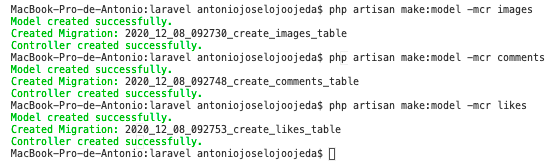 MacBook-Pro-de-Antonio:laravel antoniojoselojoojeda$ php artisan make:model -mcr images
Model created successfully.
Created Migration: 2020_12_08_092730_create_images_table
Controller created successfully.
MacBook-Pro-de-Antonio:laravel antoniojoselojoojeda$ php artisan make:model -mcr comments
Model created successfully.
Created Migration: 2020_12_08_092748_create_comments_table
Controller created successfully.
MacBook-Pro-de-Antonio:laravel antoniojoselojoojeda$ php artisan make:model -mcr likes
Model created successfully.
Created Migration: 2020_12_08_092753_create_likes_table
Controller created successfully.
MacBook-Pro-de-Antonio:laravel antoniojoselojoojeda$